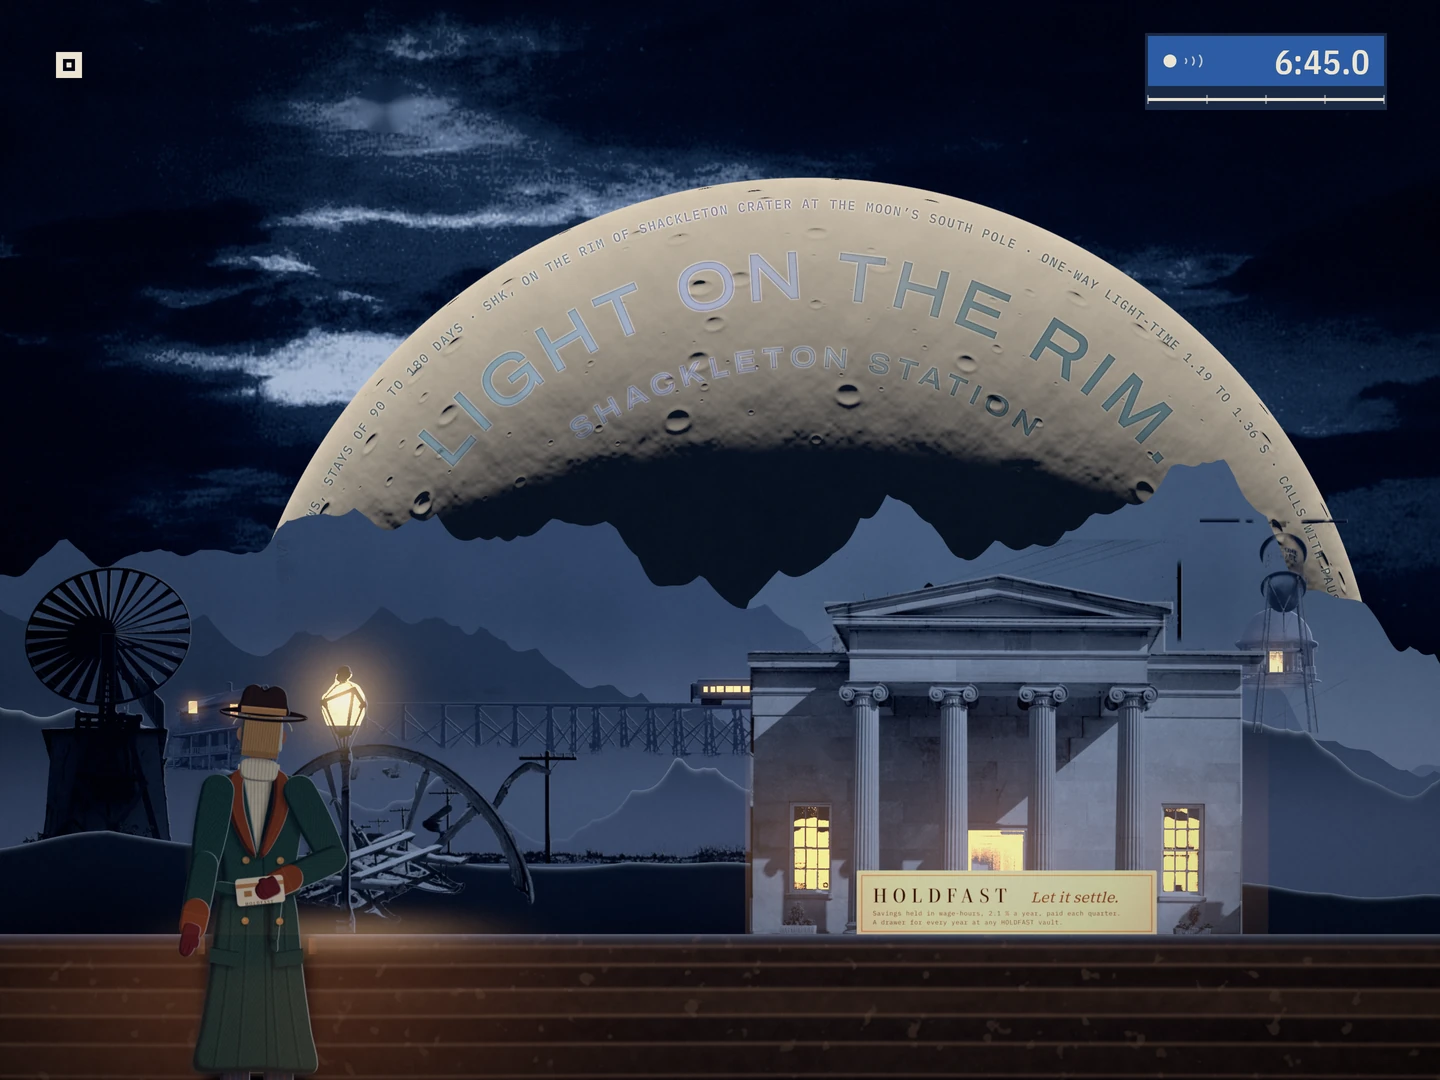 6:45.0
WS, STAYS OF 90 TO 180 DAYS · SHK, ON THE RIM OF SHACKLETON CRATER AT THE MOON’S SOUTH POLE · ONE-WAY LIGHT-TIME 1.19 TO 1.36 S · CALLS WITH PAUS
LIGHT ON THE RIM.
SHACKLETON STATION
HOLDFAST Let it settle.
Savings held in wage-hours, 2.1 % a year, paid each quarter.
A drawer for every year at any HOLDFAST vault.